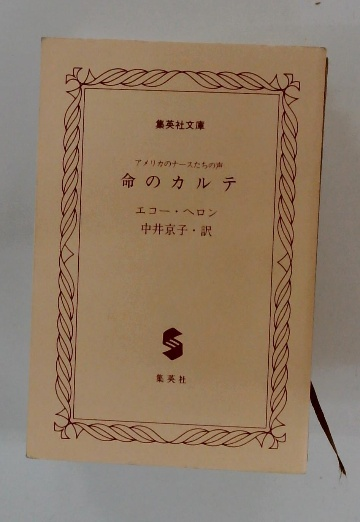 集英社文庫
アメリカのナースたちの声
命のカルテ
エコー・ヘロン
中井京子・訳
集英社